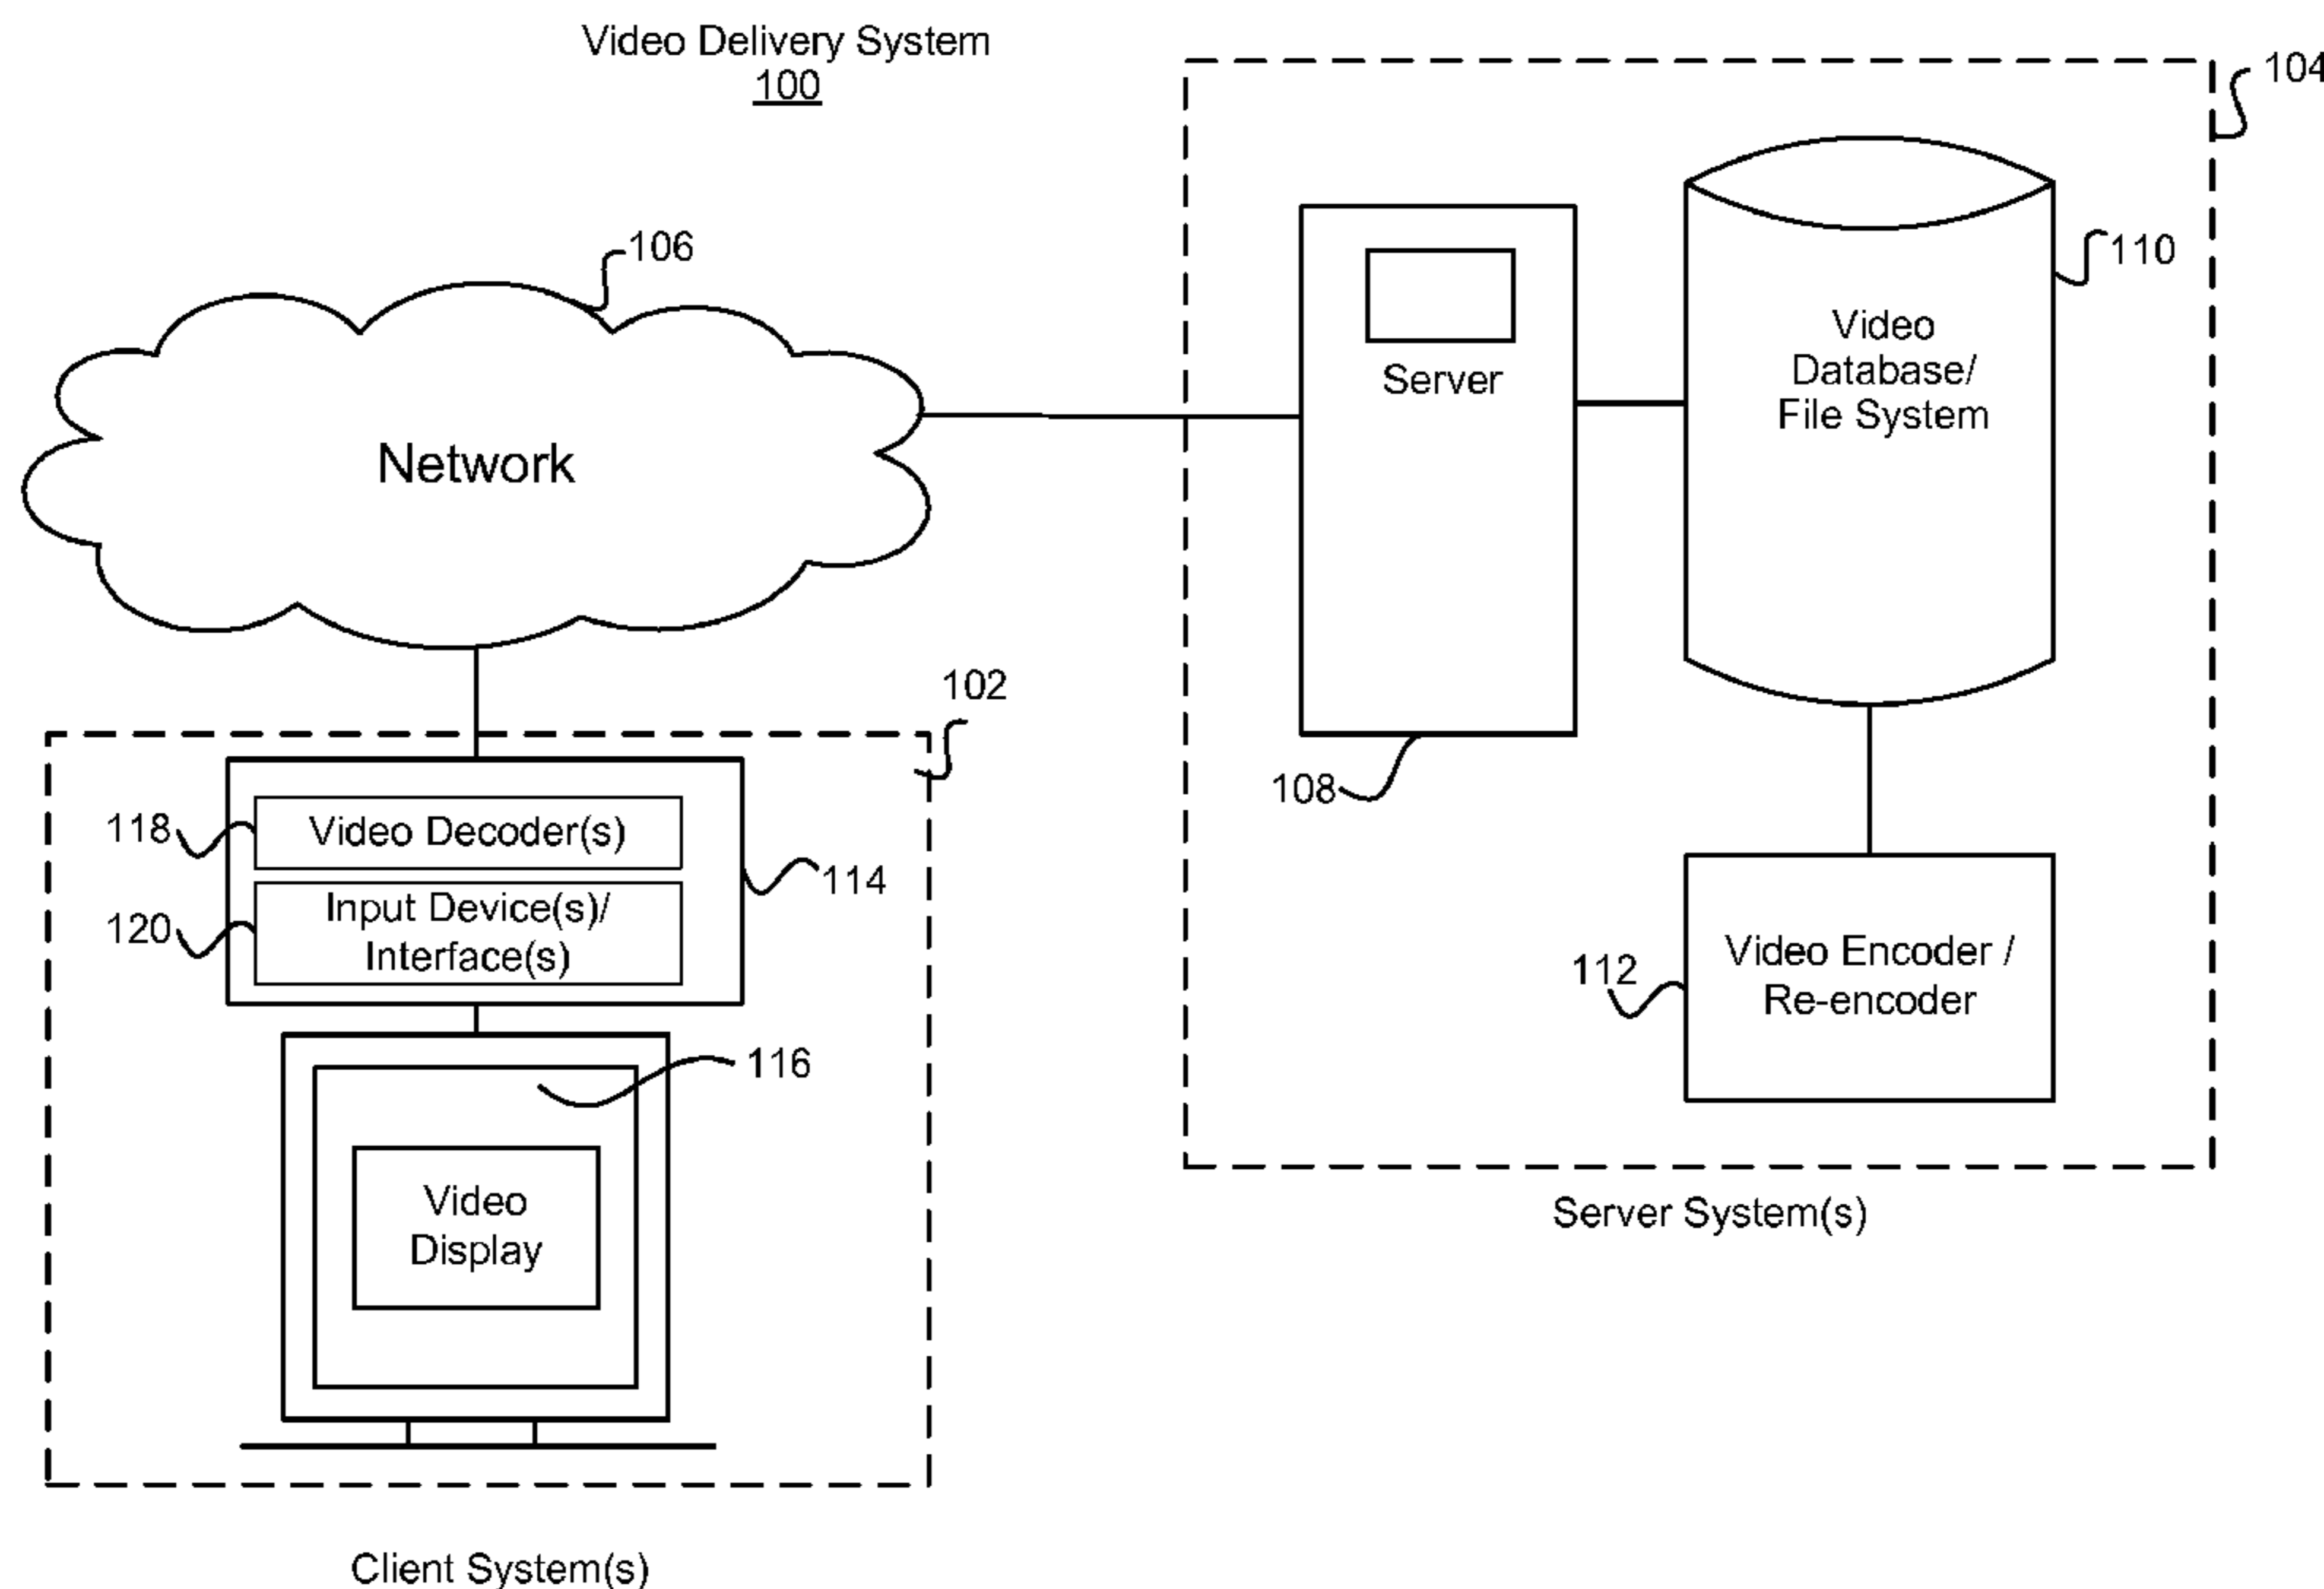 Video Delivery System
100
104
106
110
Server
Video
Database/
File System
Network
102
108
118
Video Decoder(s)
114
120
Input Device(s)/
Interface(s)
112
Video Encoder /
Re-encoder
116
Video
Display
Server System(s)
Client System(s)